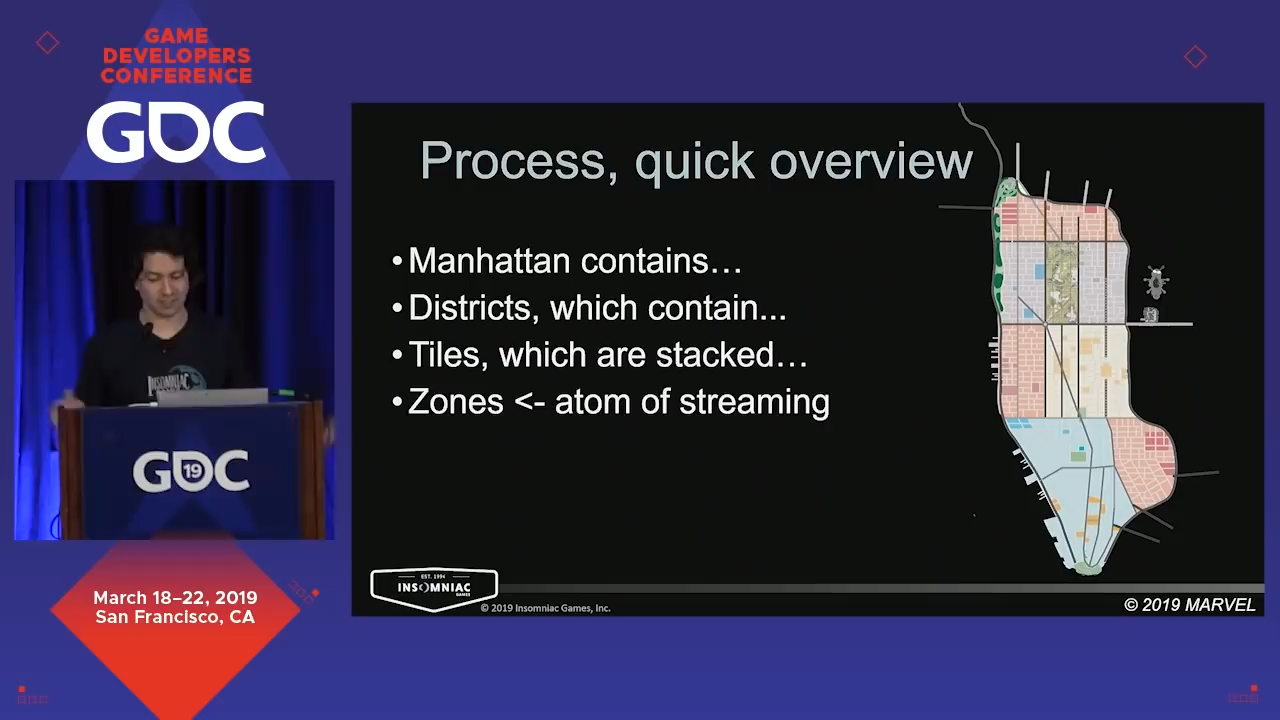 GAME
DEVELOPERS
CONFERENCE
GDC
Process, quick overview
• Manhattan contains…
• Districts, which contain...
• Tiles, which are stacked…
• Zones <- atom of streaming
INSOMNIAC
GDC
19
March 18–22, 2019
San Francisco, CA
EST. 1994
INSOMNIAC
GAMES
© 2019 Insomniac Games, Inc.
© 2019 MARVEL